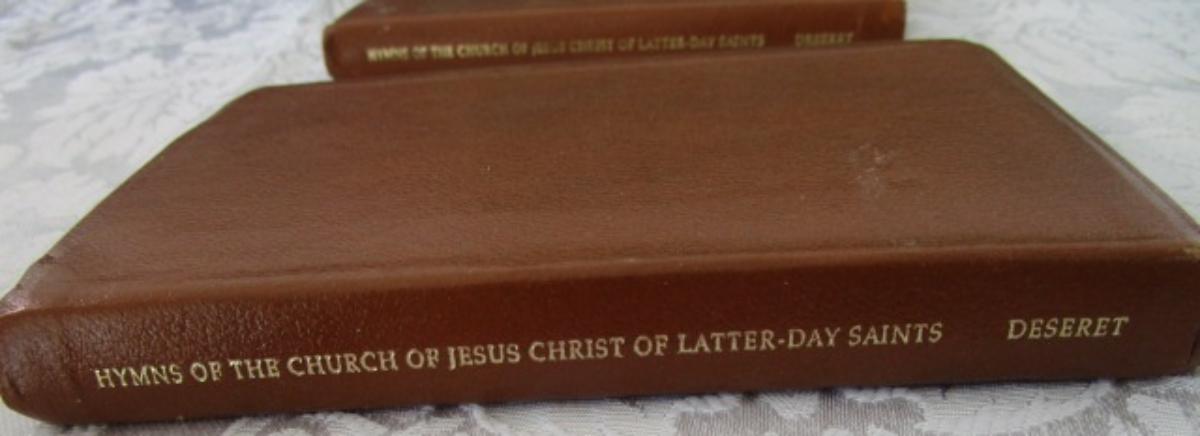 HYMNS OF THE CHURCH OF JESUS CHRIST OF LATTER-DAY SAINTS DESERET
HYMNS OF THE CHURCH OF JESUS CHRIST OF LATTER-DAY SAINTS DESERET